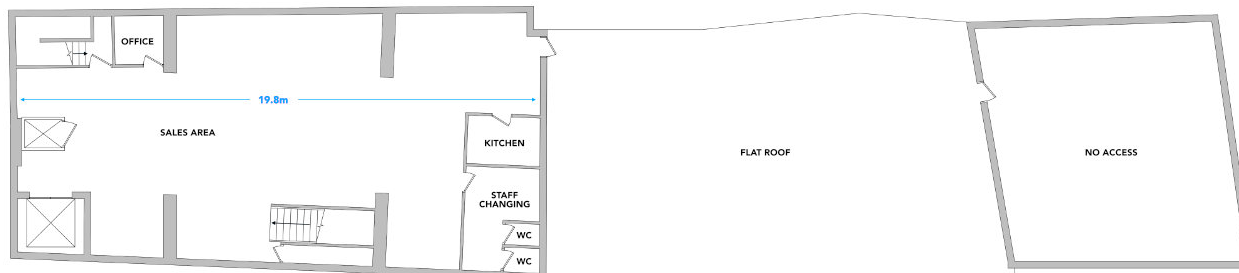 OFFICE
19.8m
SALES AREA
KITCHEN
FLAT ROOF
NO ACCESS
STAFF
CHANGING
WC
WC